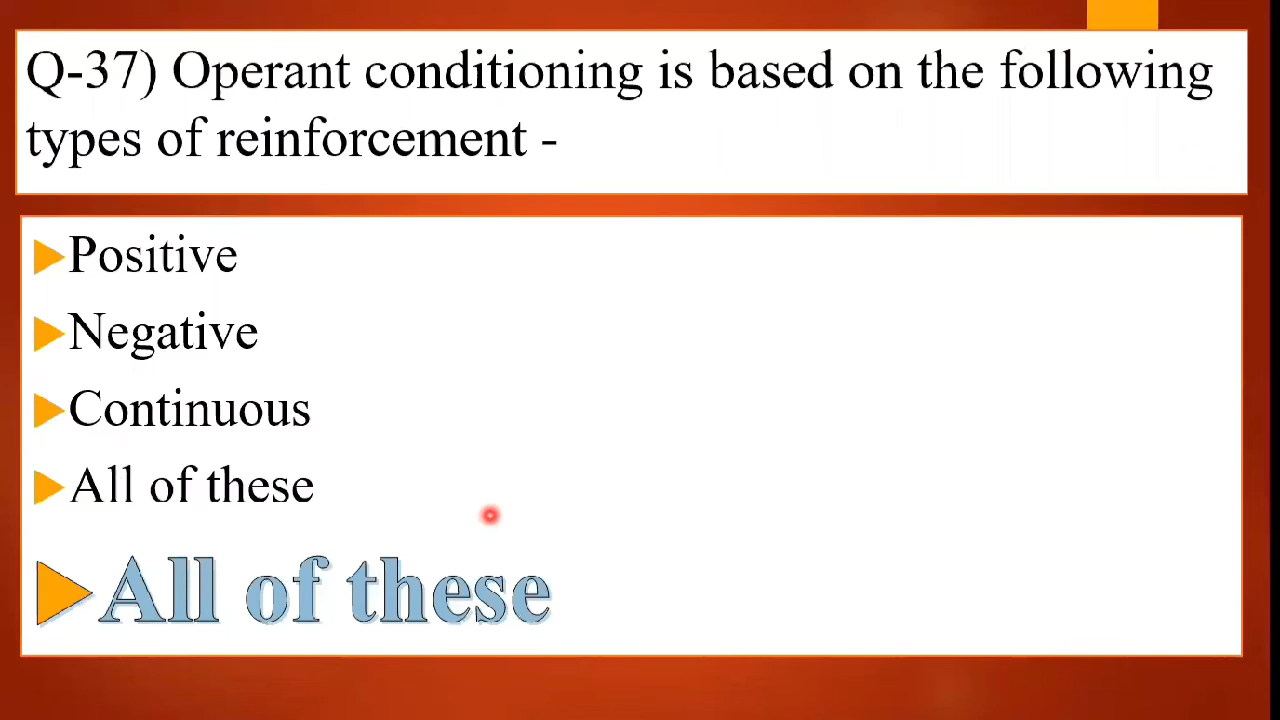 Q-37) Operant conditioning is based on the following
types of reinforcement -
Positive
Negative
Continuous
All of these
All of these